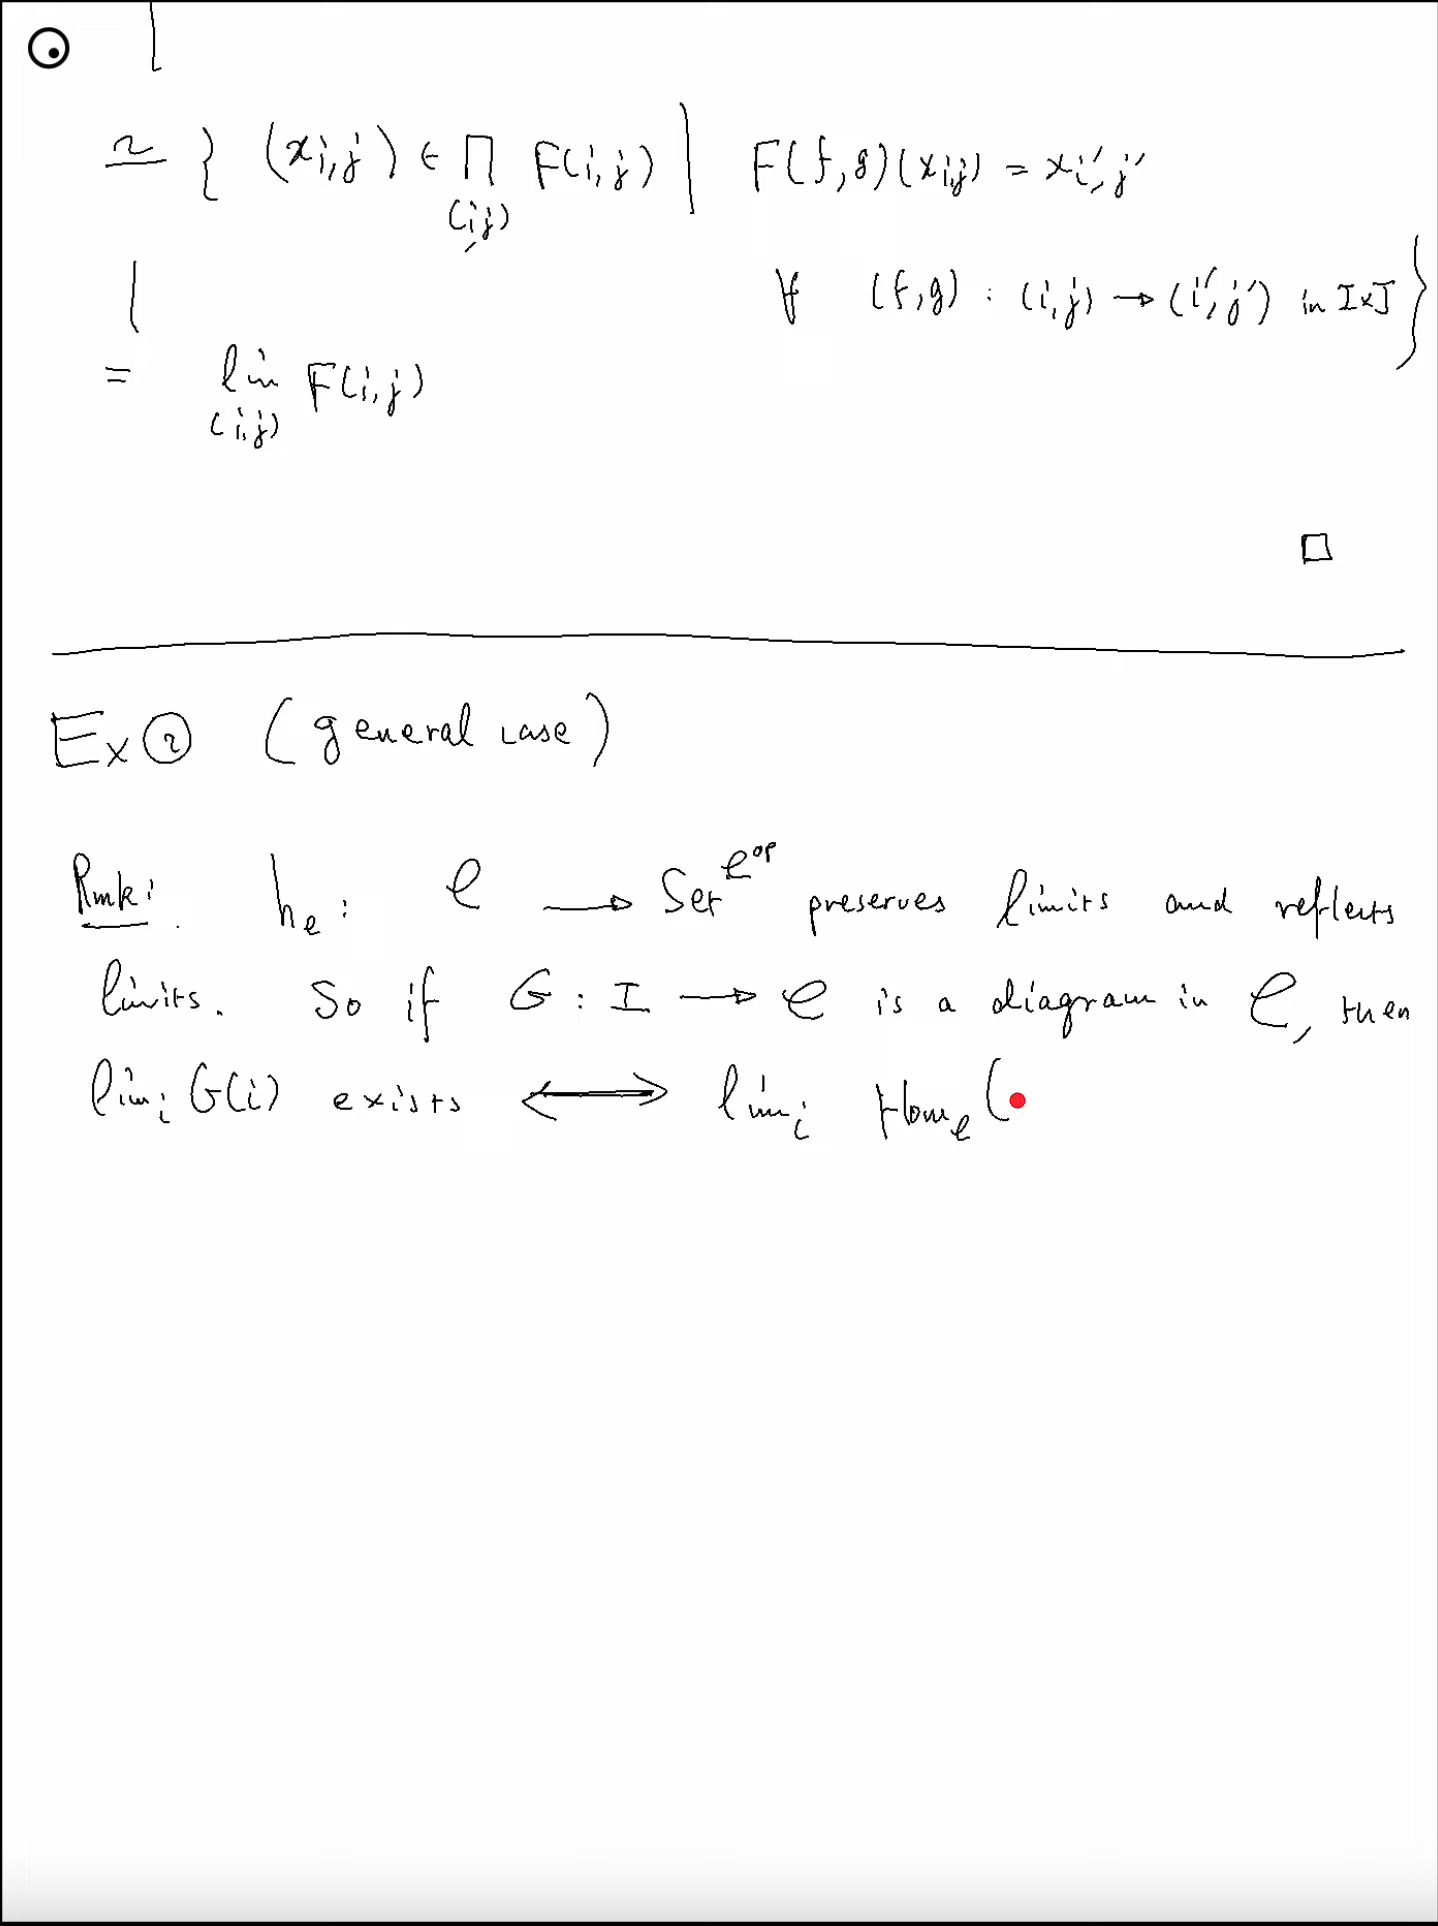 ≃ { (x_{i,j}) ∈ ∏_{(i,j)} F(i,j) | F(f,g)(x_{i,j}) = x_{i',j'}
∀ (f,g) : (i,j) → (i',j') in I×J }
= lim_{(i,j)} F(i,j)
□
Ex ② (general case)
Rmk: h_C : C → Set^{C^{op}} preserves limits and reflects
limits. So if G : I → C is a diagram in C, then
lim_i G(i) exists ⟺ lim_i Hom_C (